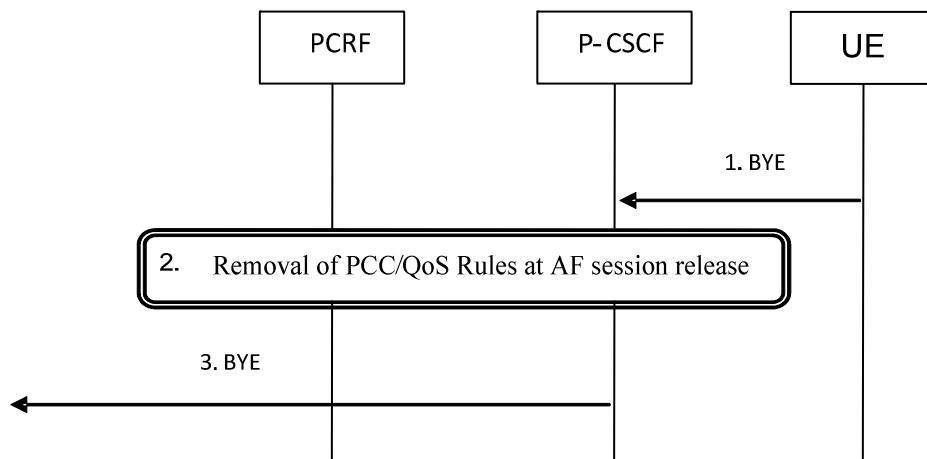 PCRF
P-CSCF
UE
1. BYE
2. Removal of PCC/QoS Rules at AF session release
3. BYE